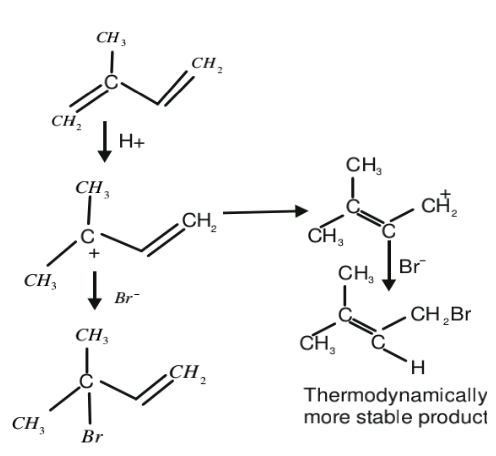 CH3
C
CH2
CH2
H+
CH3
C
+
CH2
CH3
CH3
C
C
+
CH2
CH3
Br-
Br-
CH3
C
CH2
CH3
Br
CH3
C
C
CH2Br
CH3
H
Thermodynamically
more stable product